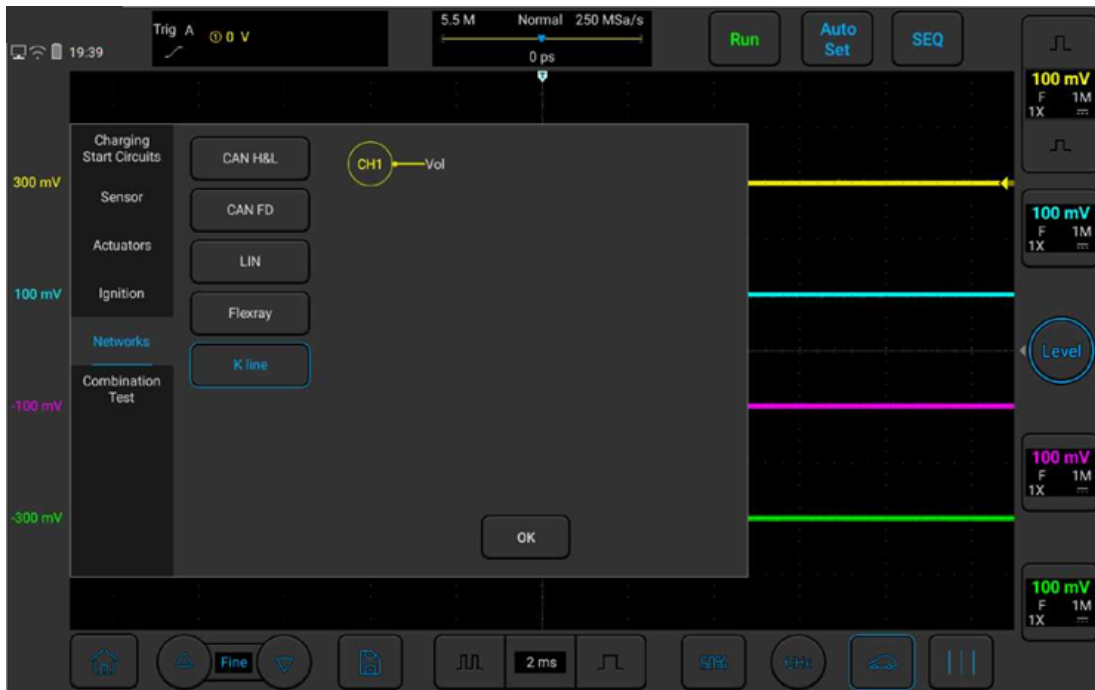 19:39
Trig A ① 0 V
5.5 M Normal 250 MSa/s
0 ps
T
Run
Auto
Set
SEQ
100 mV
F 1M
1X
Charging
Start Circuits
Sensor
Actuators
Ignition
Networks
Combination
Test
CAN H&L
CAN FD
LIN
Flexray
K line
CH1
Vol
OK
300 mV
100 mV
-100 mV
-300 mV
100 mV
F 1M
1X
Level
100 mV
F 1M
1X
100 mV
F 1M
1X
Fine
2 ms
50%